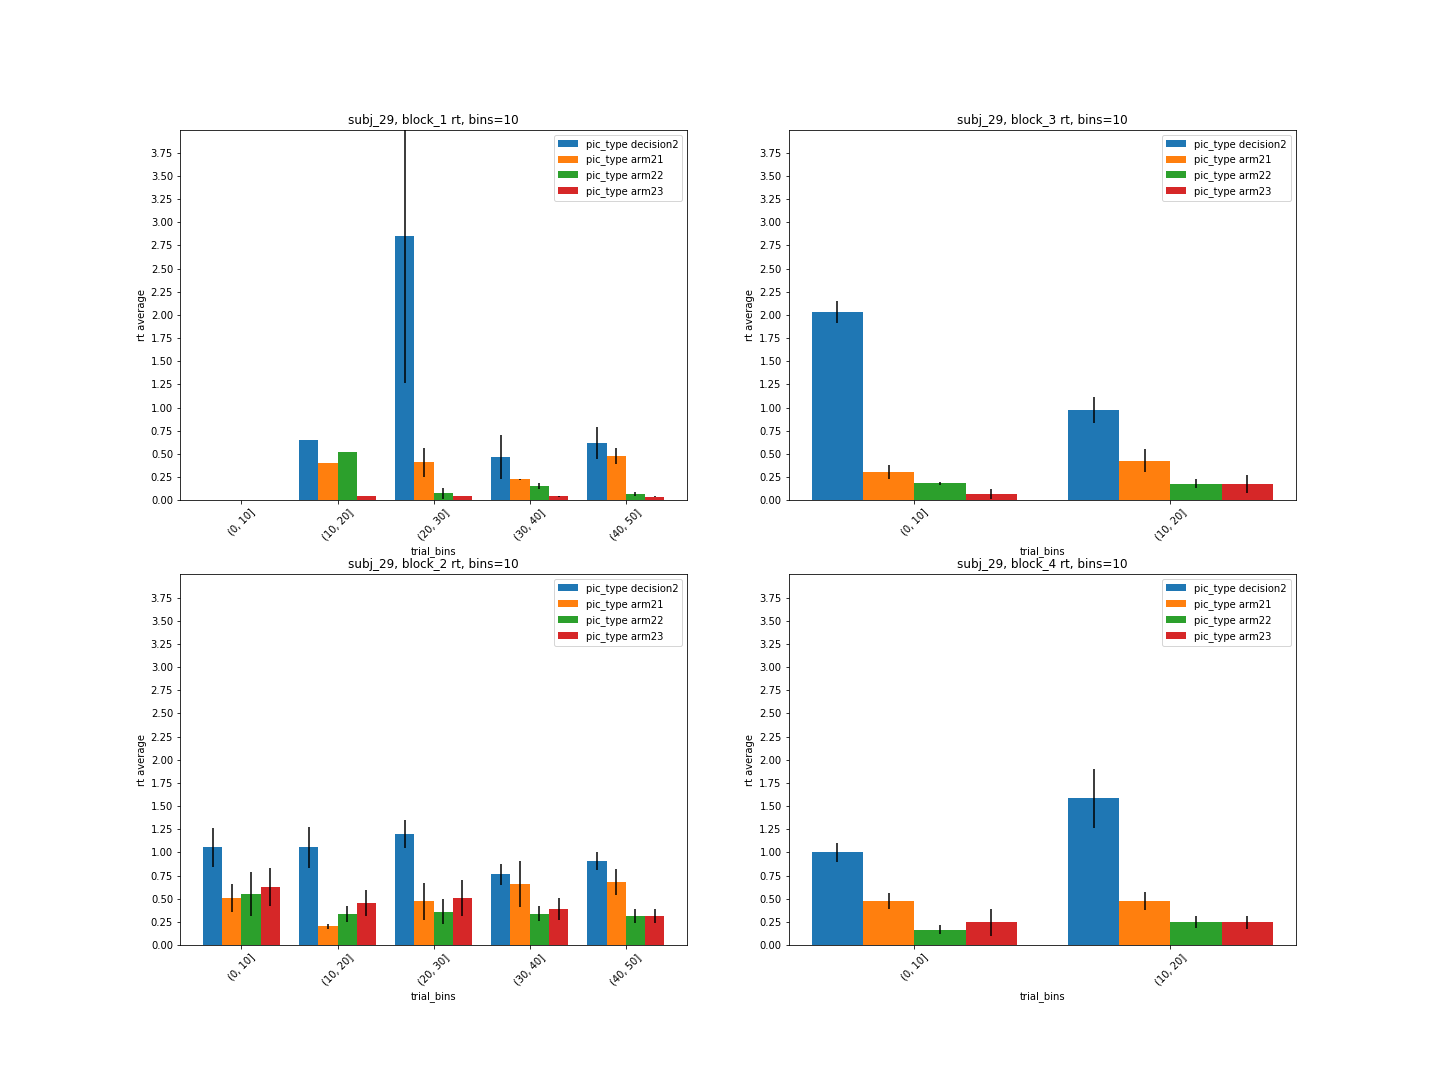 subj_29, block_1 rt, bins=10
3.75
3.50
3.25
3.00
2.75
2.50
2.25
2.00
1.75
1.50
1.25
1.00
0.75
0.50
0.25
0.00
rt average
pic_type decision2
pic_type arm21
pic_type arm22
pic_type arm23
(0, 10]
(10, 20]
(20, 30]
(30, 40]
(40, 50]
trial_bins
subj_29, block_3 rt, bins=10
3.75
3.50
3.25
3.00
2.75
2.50
2.25
2.00
1.75
1.50
1.25
1.00
0.75
0.50
0.25
0.00
rt average
pic_type decision2
pic_type arm21
pic_type arm22
pic_type arm23
(0, 10]
(10, 20]
trial_bins
subj_29, block_2 rt, bins=10
3.75
3.50
3.25
3.00
2.75
2.50
2.25
2.00
1.75
1.50
1.25
1.00
0.75
0.50
0.25
0.00
rt average
pic_type decision2
pic_type arm21
pic_type arm22
pic_type arm23
(0, 10]
(10, 20]
(20, 30]
(30, 40]
(40, 50]
trial_bins
subj_29, block_4 rt, bins=10
3.75
3.50
3.25
3.00
2.75
2.50
2.25
2.00
1.75
1.50
1.25
1.00
0.75
0.50
0.25
0.00
rt average
pic_type decision2
pic_type arm21
pic_type arm22
pic_type arm23
(0, 10]
(10, 20]
trial_bins